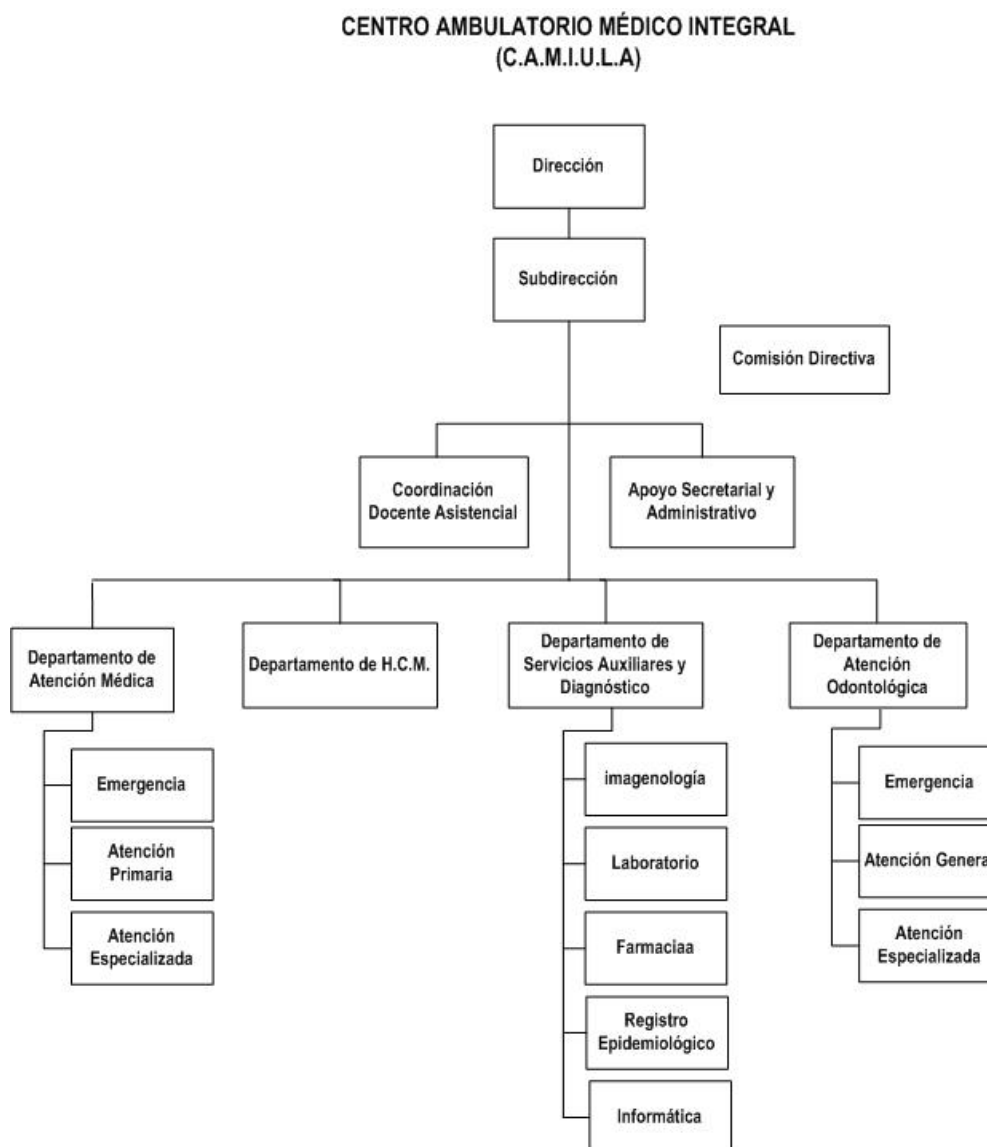 CENTRO AMBULATORIO MÉDICO INTEGRAL
(C.A.M.I.U.L.A)
Dirección
Subdirección
Comisión Directiva
Coordinación
Docente Asistencial
Apoyo Secretarial y
Administrativo
Departamento de
Atención Médica
Departamento de H.C.M.
Departamento de
Servicios Auxiliares y
Diagnóstico
Departamento de
Atención
Odontológica
Emergencia
Atención
Primaria
Atención
Especializada
imagenología
Laboratorio
Farmaciaa
Registro
Epidemiológico
Informática
Emergencia
Atención Genera
Atención
Especializada